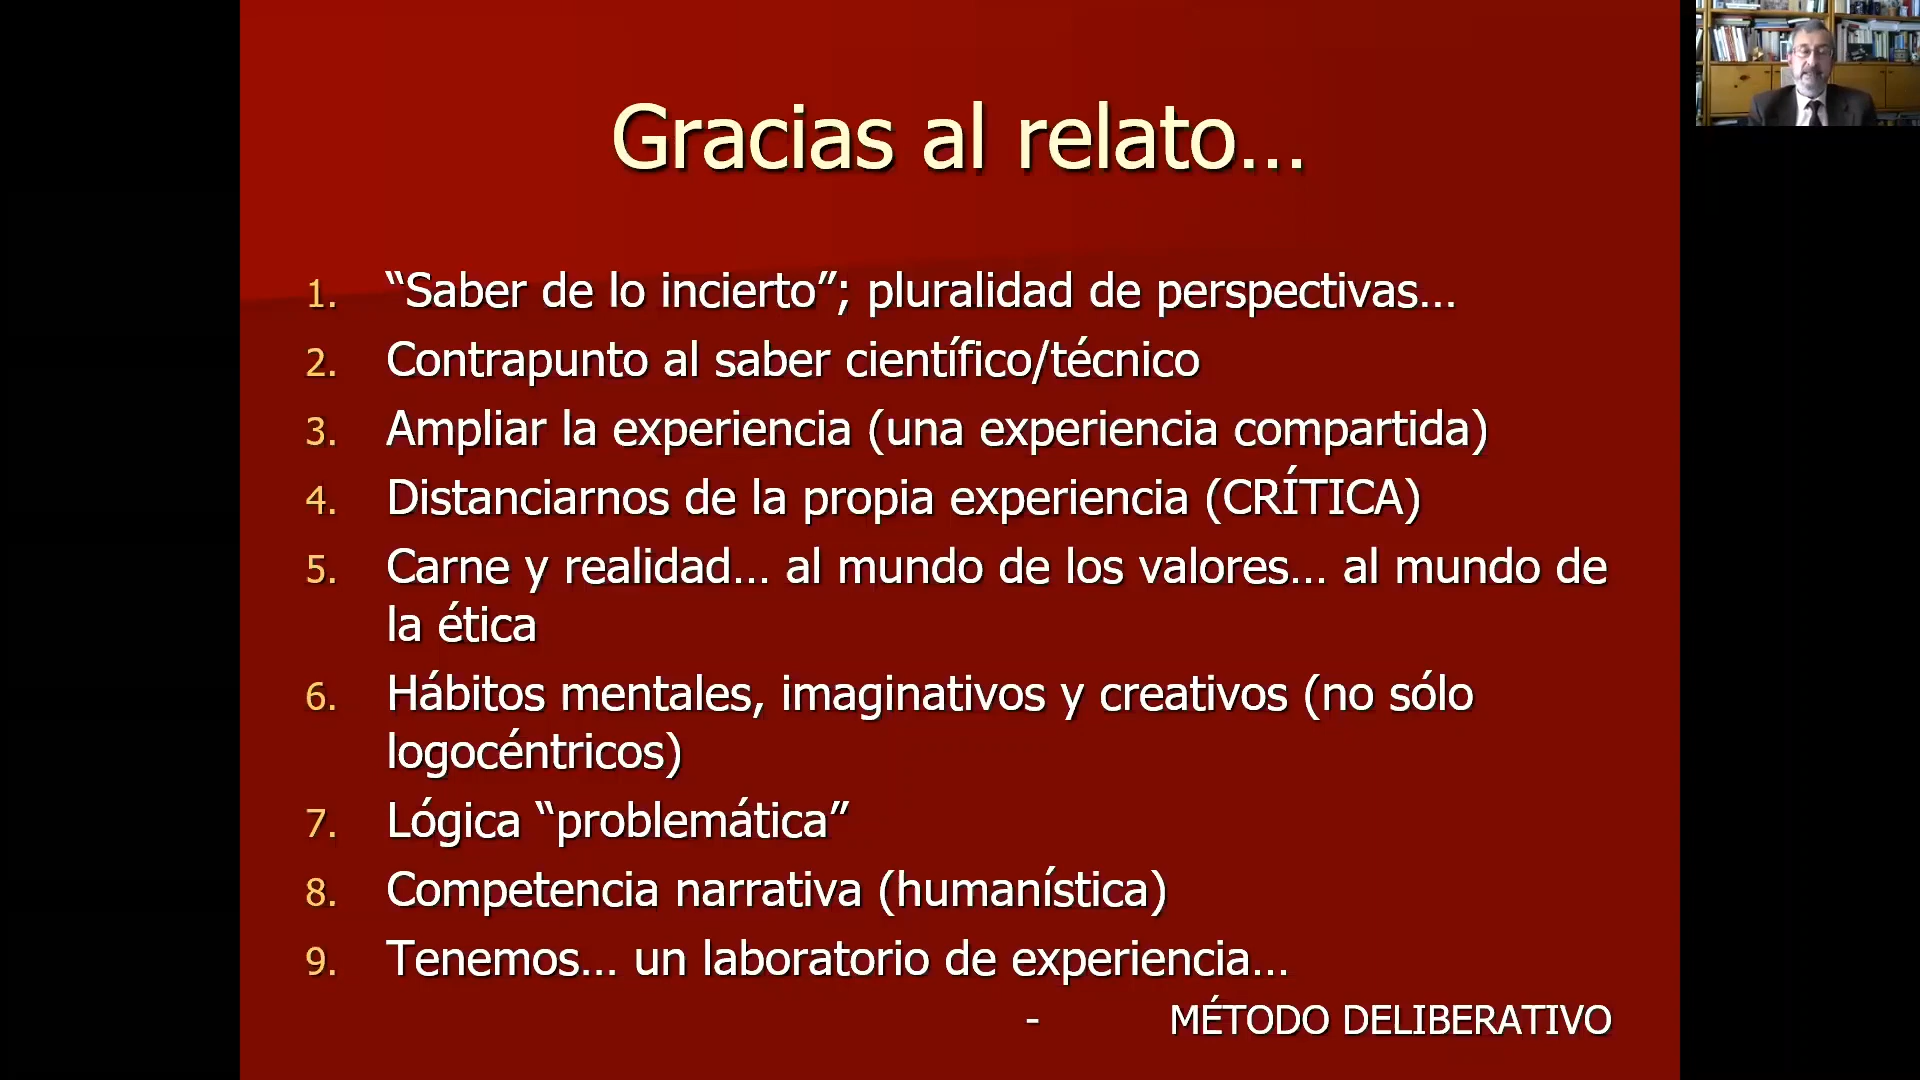 Gracias al relato…
1. “Saber de lo incierto”; pluralidad de perspectivas…
2. Contrapunto al saber científico/técnico
3. Ampliar la experiencia (una experiencia compartida)
4. Distanciarnos de la propia experiencia (CRÍTICA)
5. Carne y realidad… al mundo de los valores… al mundo de
la ética
6. Hábitos mentales, imaginativos y creativos (no sólo
logocéntricos)
7. Lógica “problemática”
8. Competencia narrativa (humanística)
9. Tenemos… un laboratorio de experiencia…
- MÉTODO DELIBERATIVO